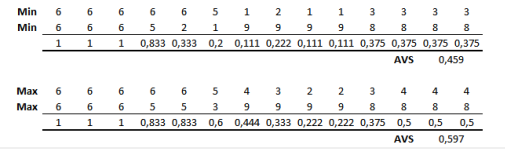 Min 6 6 6 6 6 5 1 2 1 1 3 3 3 3
Min 6 6 6 5 2 1 9 9 9 9 8 8 8 8
1 1 1 0,833 0,333 0,2 0,111 0,222 0,111 0,111 0,375 0,375 0,375 0,375
AVS 0,459
Max 6 6 6 6 6 5 4 3 2 2 3 4 4 4
Max 6 6 6 5 5 3 9 9 9 9 8 8 8 8
1 1 1 0,833 0,833 0,6 0,444 0,333 0,222 0,222 0,375 0,5 0,5 0,5
AVS 0,597